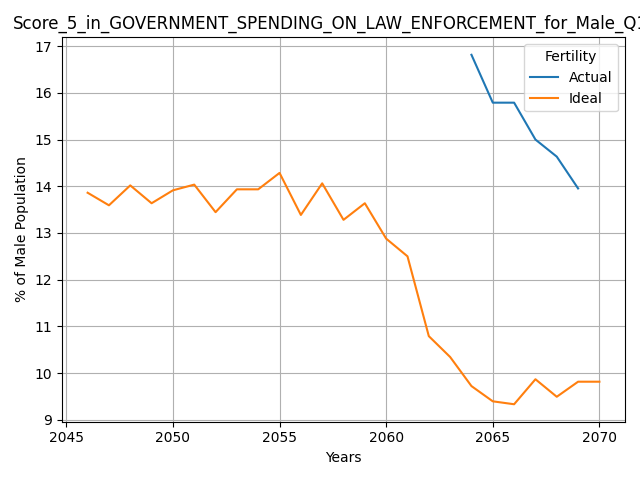 Score_5_in_GOVERNMENT_SPENDING_ON_LAW_ENFORCEMENT_for_Male_Q1
Fertility
Actual
Ideal
17
16
15
14
13
12
11
10
9
% of Male Population
2045 2050 2055 2060 2065 2070
Years